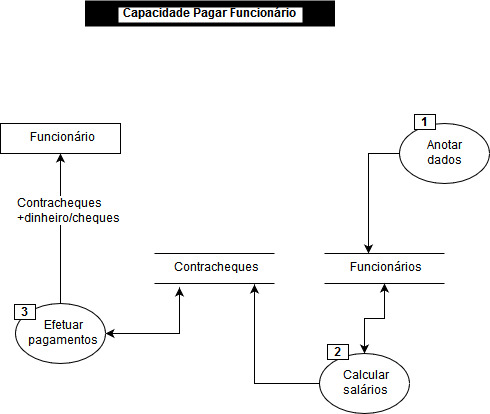 Capacidade Pagar Funcionário
1
Anotar
dados
Funcionário
Contracheques
+dinheiro/cheques
Contracheques
Funcionários
3
Efetuar
pagamentos
2
Calcular
salários